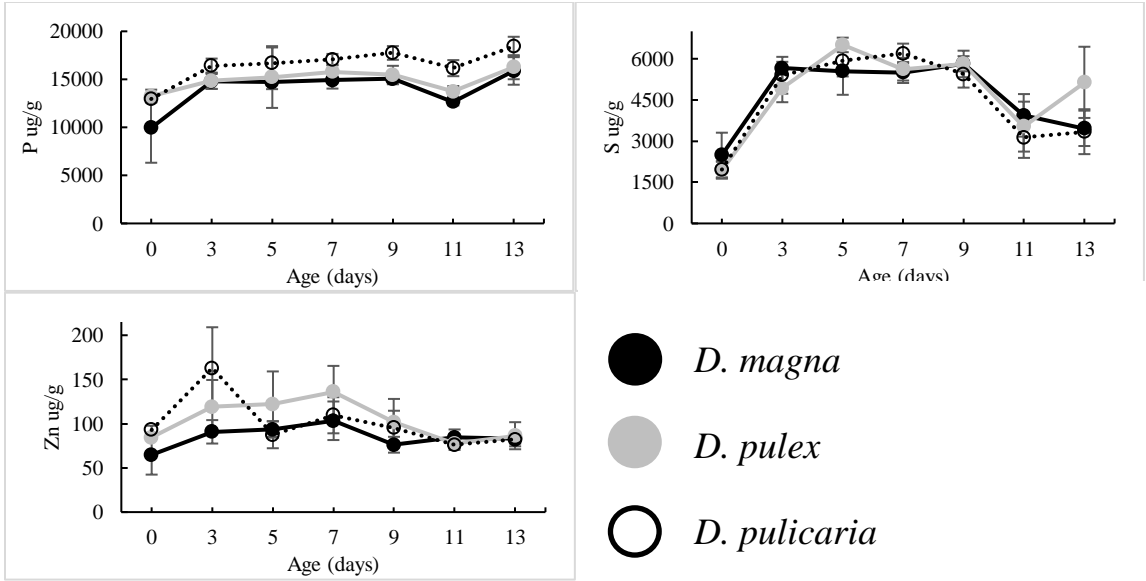 20000
15000
10000
5000
0
P ug/g
0 3 5 7 9 11 13
Age (days)
6000
4500
3000
1500
0
S ug/g
0 3 5 7 9 11 13
Age (days)
200
150
100
50
0
Zn ug/g
0 3 5 7 9 11 13
Age (days)
D. magna
D. pulex
D. pulicaria